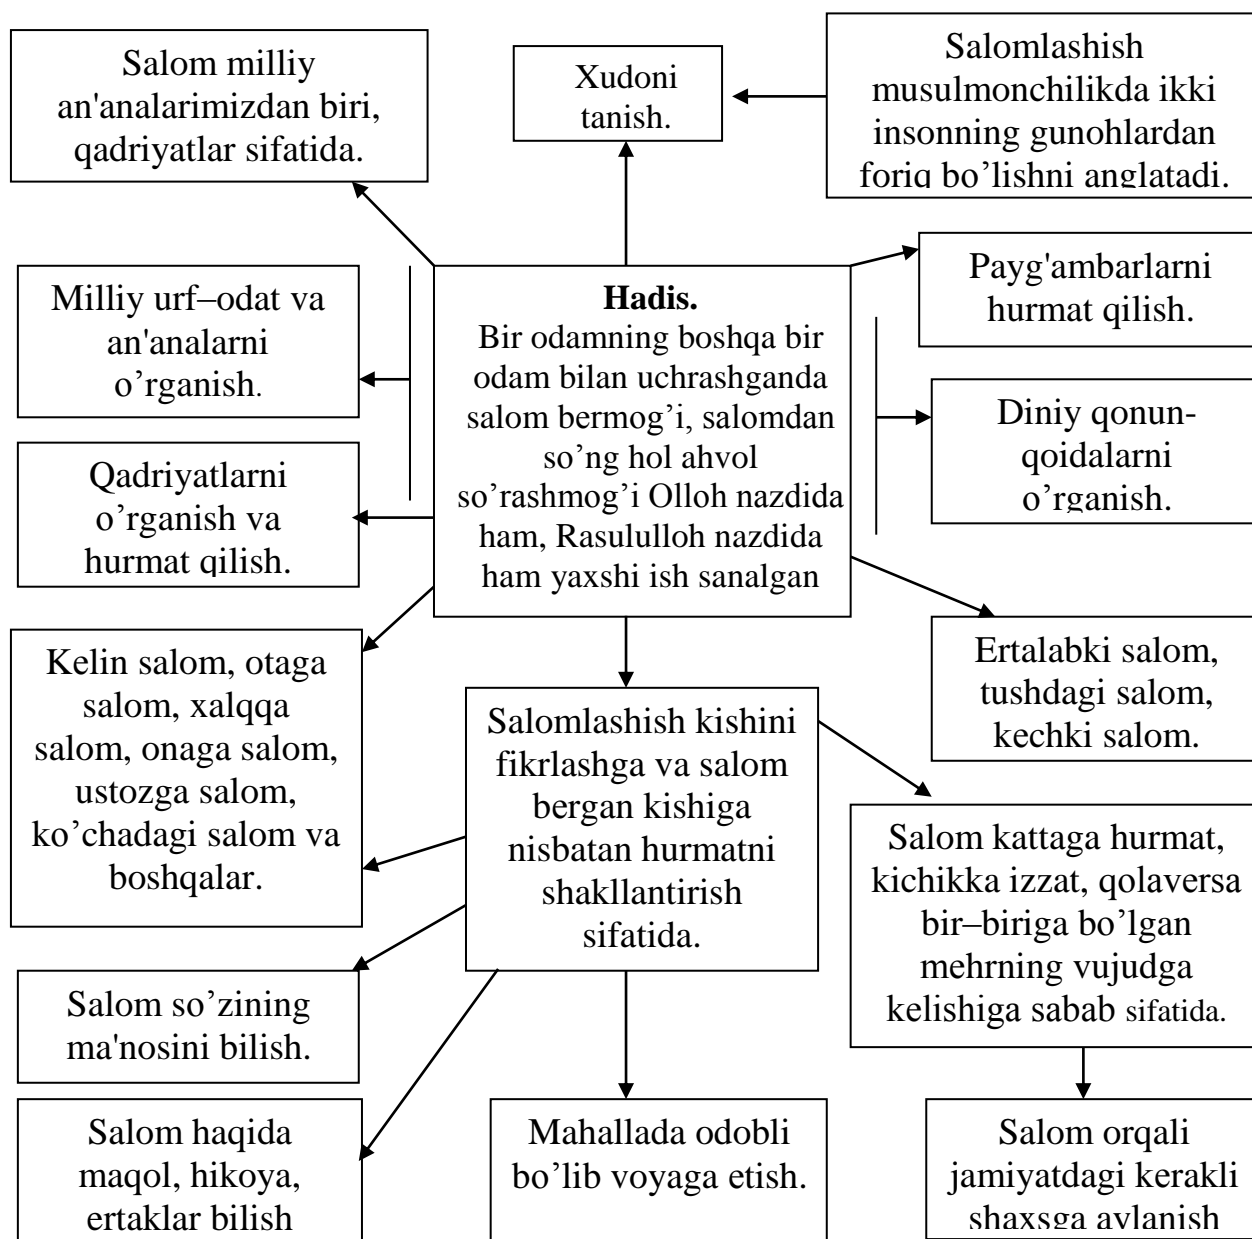 Salom milliy
an'analarimizdan biri,
qadriyatlar sifatida.
Xudoni
tanish.
Salomlashish
musulmonchilikda ikki
insonning gunohlardan
foriq bo’lishni anglatadi.
Payg'ambarlarni
hurmat qilish.
Milliy urf–odat va
an'analarni
o’rganish.
Hadis.
Bir odamning boshqa bir
odam bilan uchrashganda
salom bermog’i, salomdan
so’ng hol ahvol
so’rashmog’i Olloh nazdida
ham, Rasululloh nazdida
ham yaxshi ish sanalgan
Diniy qonun-
qoidalarni
o’rganish.
Qadriyatlarni
o’rganish va
hurmat qilish.
Kelin salom, otaga
salom, xalqqa
salom, onaga salom,
ustozga salom,
ko’chadagi salom va
boshqalar.
Salomlashish kishini
fikrlashga va salom
bergan kishiga
nisbatan hurmatni
shakllantirish
sifatida.
Ertalabki salom,
tushdagi salom,
kechki salom.
Salom kattaga hurmat,
kichikka izzat, qolaversa
bir–biriga bo’lgan
mehrning vujudga
kelishiga sabab sifatida.
Salom so’zining
ma'nosini bilish.
Salom haqida
maqol, hikoya,
ertaklar bilish
Mahallada odobli
bo’lib voyaga etish.
Salom orqali
jamiyatdagi kerakli
shaxsga aylanish